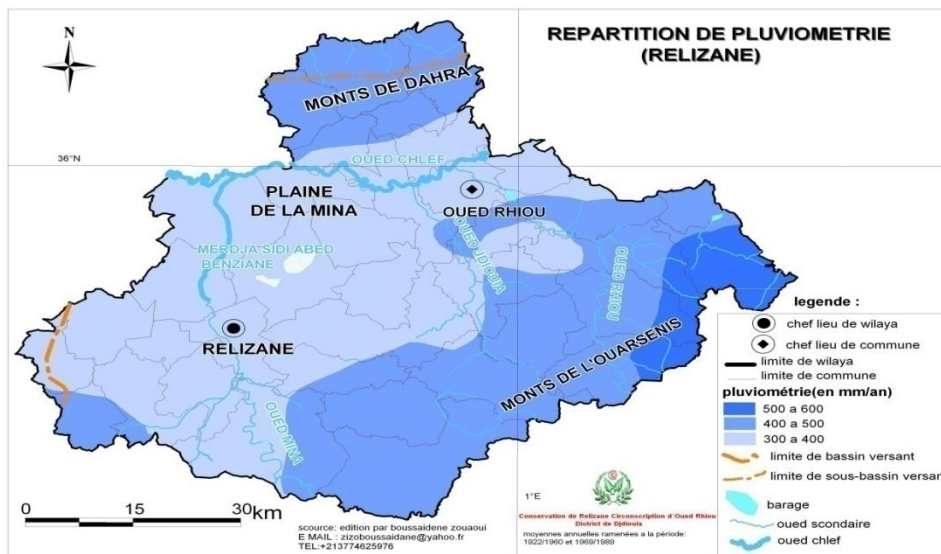 REPARTITION DE PLUVIOMETRIE
(RELIZANE)
N
36°N
MONTS DE DAHRA
OUED CHLEF
PLAINE
DE LA MINA
OUED RHIOU
MERDJA SIDI ABED
BENZIANE
OUED JDIOUIA
OUED RHIOU
RELIZANE
MONTS DE L'OUARSENIS
OUED MINA
legende :
chef lieu de wilaya
chef lieu de commune
limite de wilaya
limite de commune
pluviométrie(en mm/an)
500 a 600
400 a 500
300 a 400
limite de bassin versant
limite de sous-bassin versant
barage
oued scondaire
oued chlef
0 15 30
km
scource: edition par boussaidene zouaoui
E MAIL : zizoboussaidane@yahoo.fr
TEL:+213774625976
1°E
Conservation de Relizane Circonscription d'Oued Rhiou
District de Djdiouia
moyennes annuelles ramenées a la période:
1922/1960 et 1969/1989